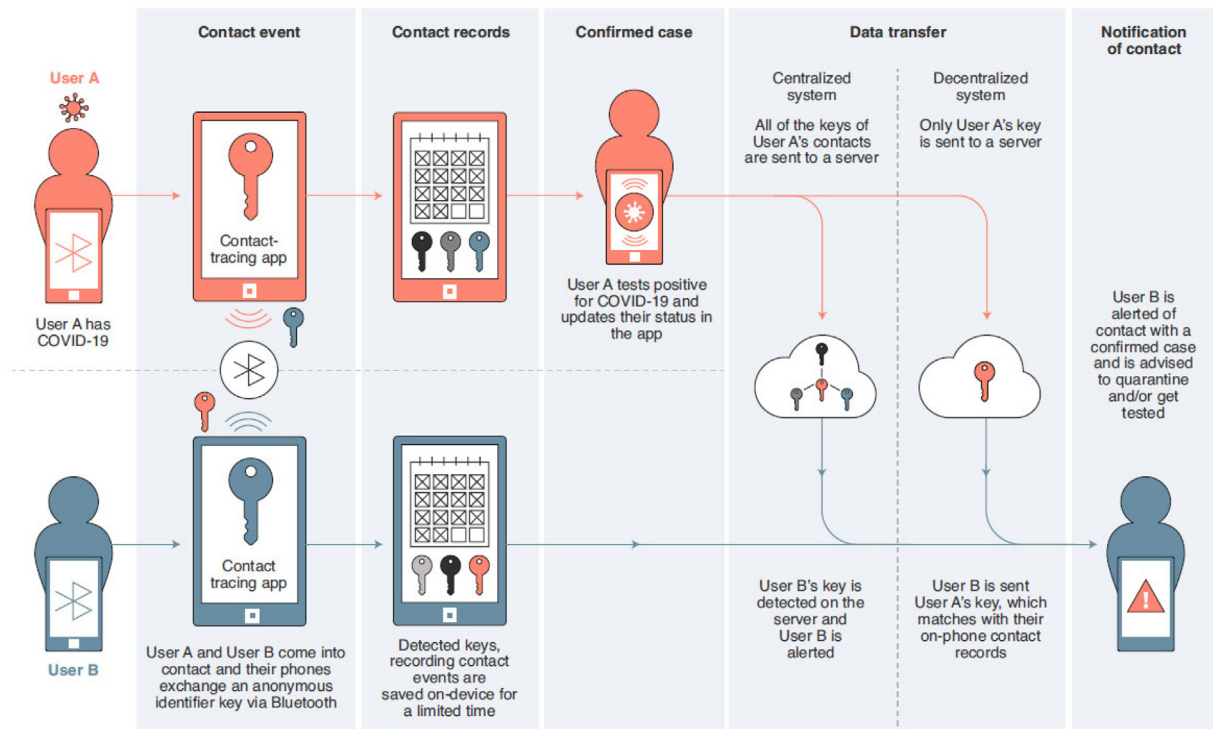 Contact event
Contact records
Confirmed case
Data transfer
Notification
of contact
User A
User A has
COVID-19
Contact-
tracing app
User A tests positive
for COVID-19 and
updates their status in
the app
Centralized
system
All of the keys of
User A's contacts
are sent to a server
Decentralized
system
Only User A's key
is sent to a server
User B is
alerted of
contact with a
confirmed case
and is advised
to quarantine
and/or get
tested
User B
Contact
tracing app
User A and User B come into
contact and their phones
exchange an anonymous
identifier key via Bluetooth
Detected keys,
recording contact
events are
saved on-device for
a limited time
User B's key is
detected on the
server and
User B is
alerted
User B is sent
User A's key, which
matches with their
on-phone contact
records
!